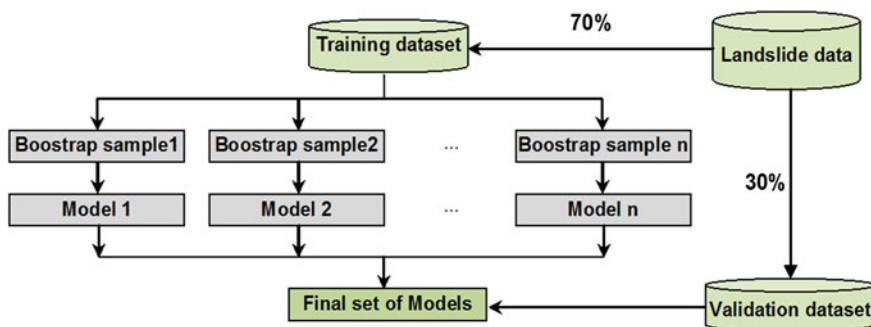 70%
Training dataset
Landslide data
Boostrap sample1
Boostrap sample2
...
Boostrap sample n
30%
Model 1
Model 2
...
Model n
Final set of Models
Validation dataset